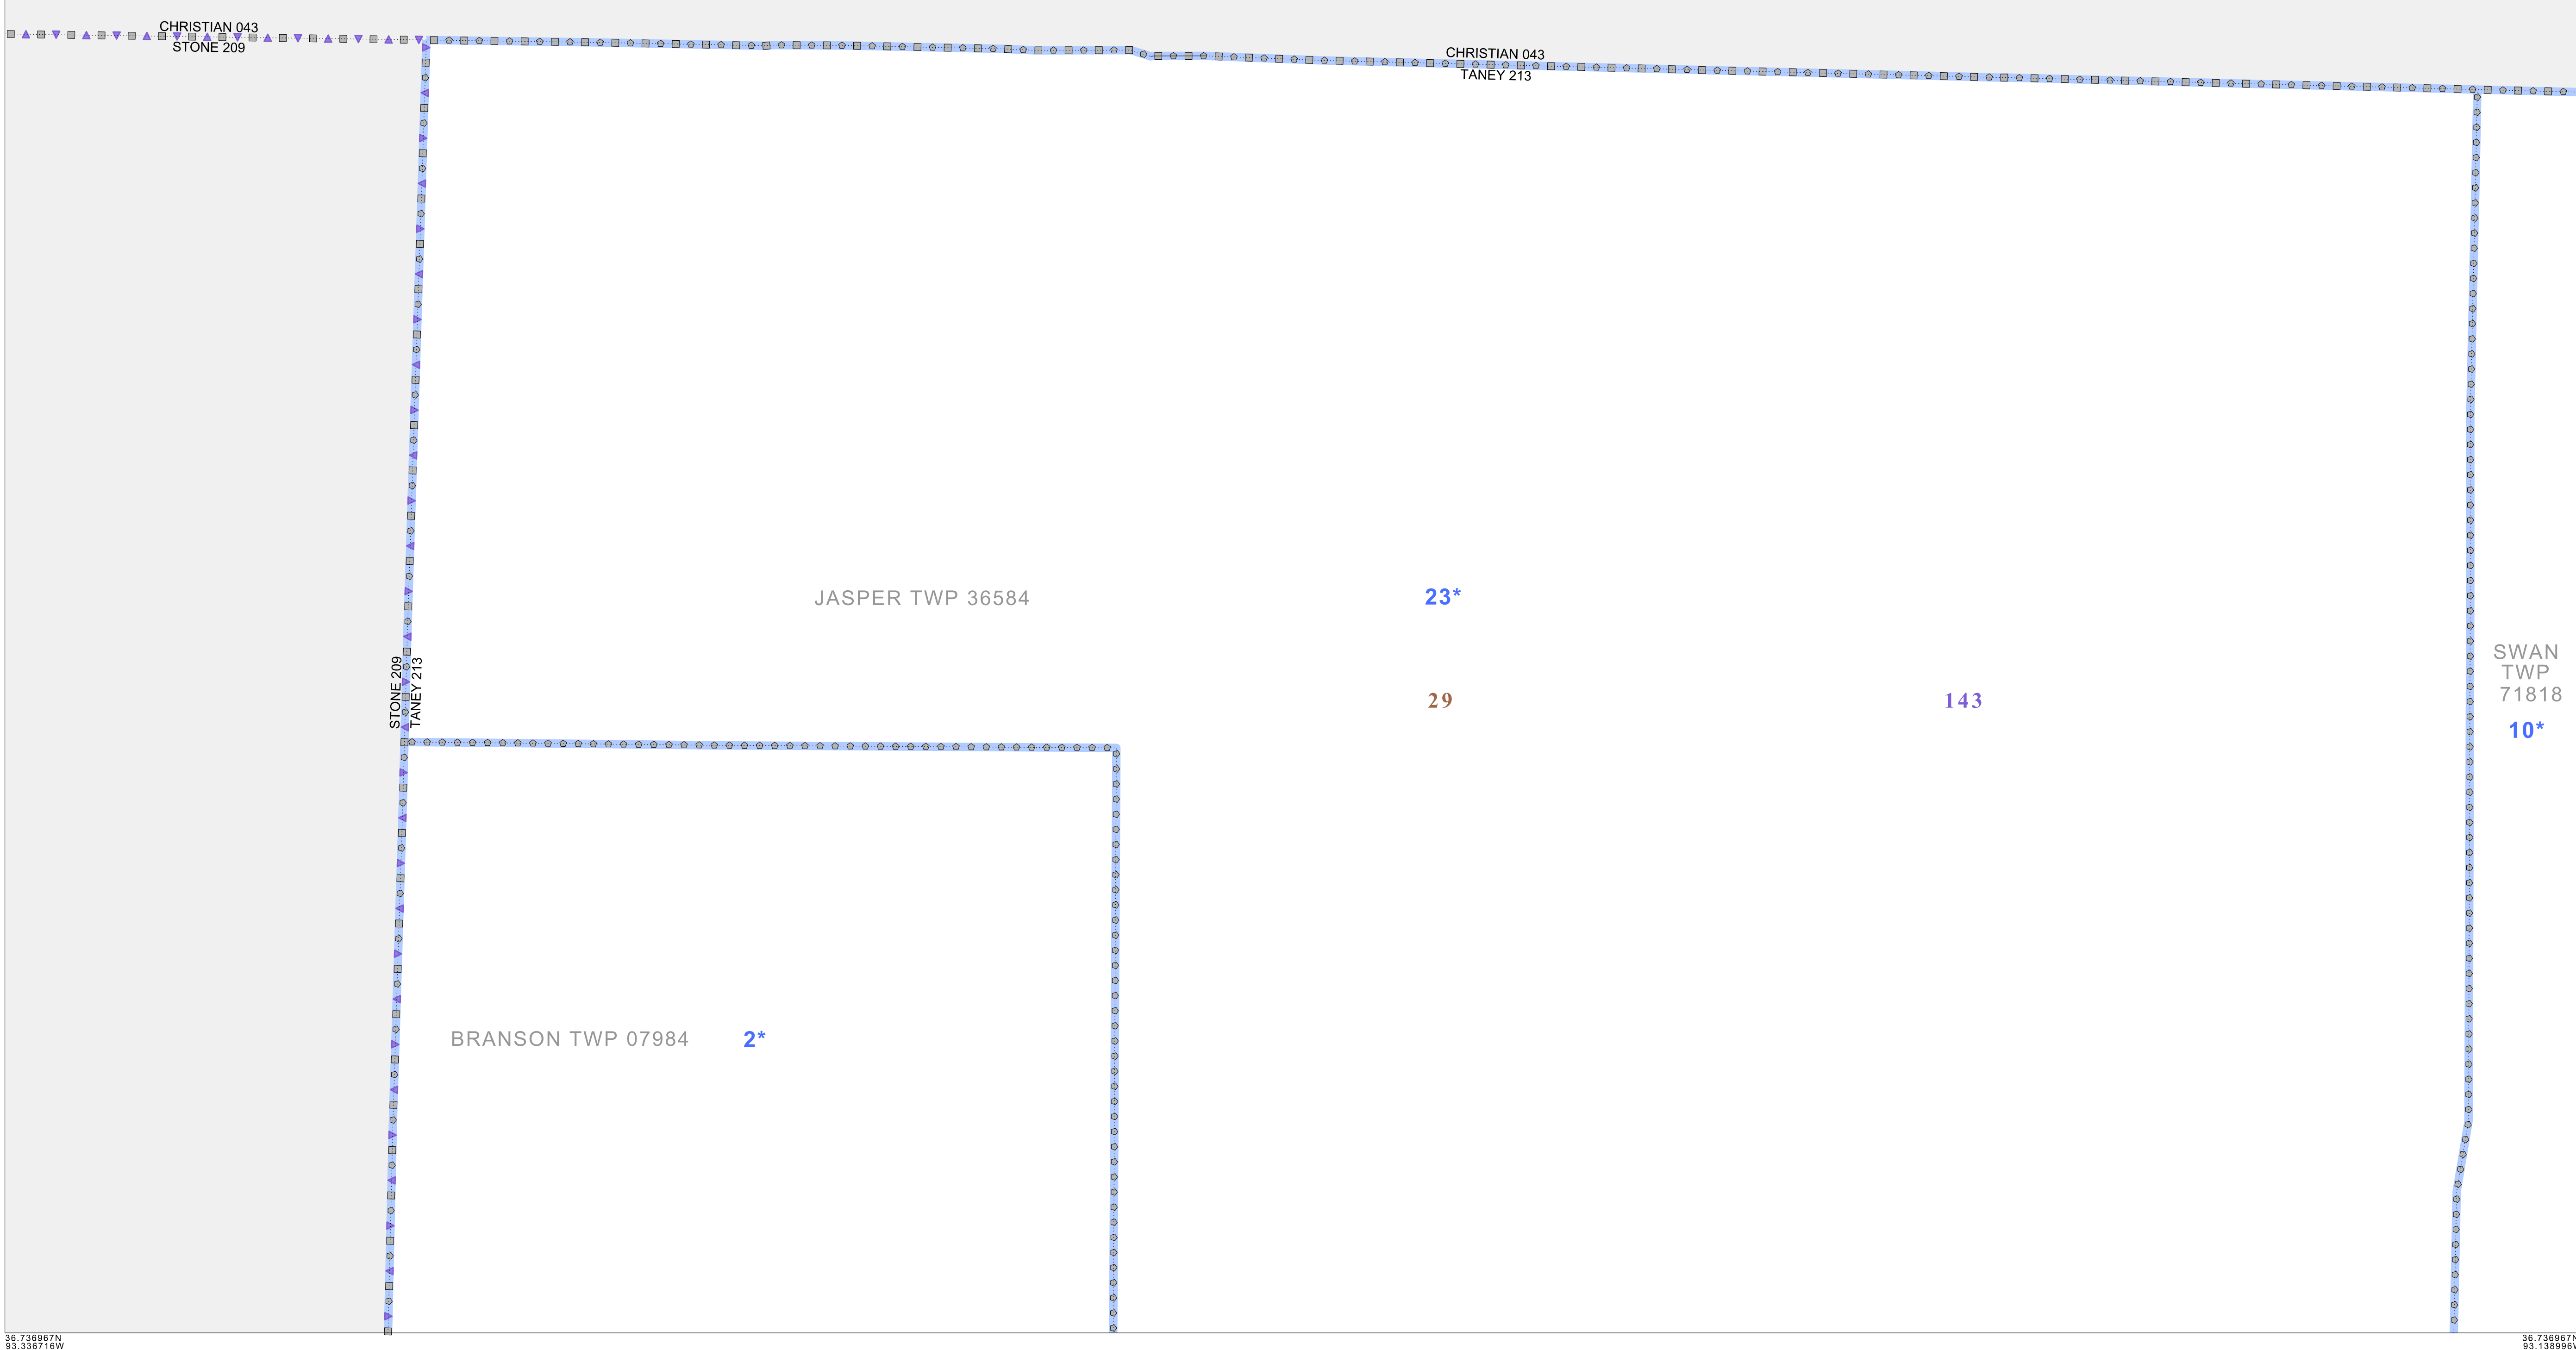 CHRISTIAN 043
STONE 209
CHRISTIAN 043
TANEY 213
JASPER TWP 36584
23*
STONE 209
TANEY 213
29
143
SWAN
TWP
71818
10*
BRANSON TWP 07984
2*
36.736967N
93.336716W
36.736967N
93.138996W